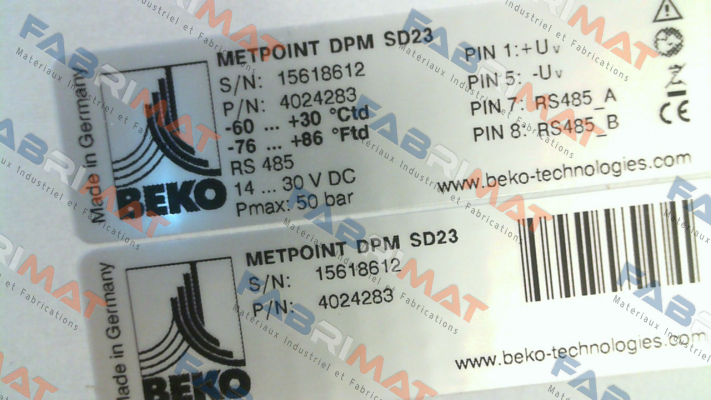 METPOINT DPM SD23
S/N: 15618612
P/N: 4024283
-60 ... +30 °Ctd
-76 ... +86 °Ftd
RS 485
14 ... 30 V DC
Pmax: 50 bar
PIN 1:+Uv
PIN 5: -Uv
PIN 7: RS485_A
PIN 8: RS485_B
CE
www.beko-technologies.com
Made in Germany
BEKO
METPOINT DPM SD23
S/N: 15618612
P/N: 4024283
www.beko-technologies.com
Made in Germany
BEKO
FABRIMAT
Materiaux Industriel et Fabrications